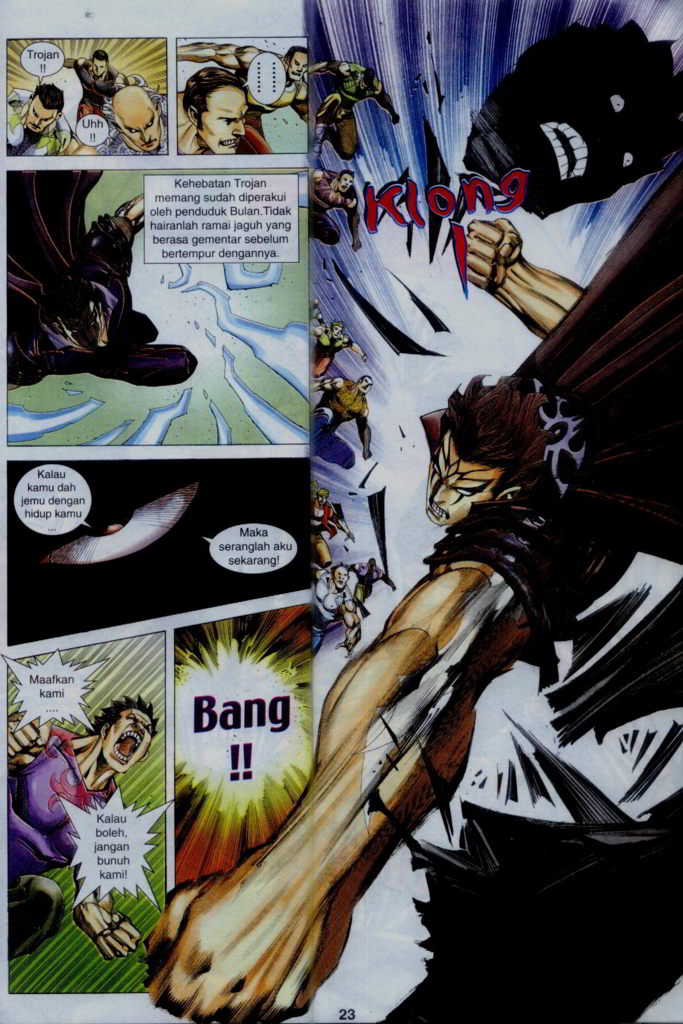 Trojan
!!
Uhh
!!
Kehebatan Trojan
memang sudah diperakui
oleh penduduk Bulan.Tidak
hairanlah ramai jaguh yang
berasa gementar sebelum
bertempur dengannya.
Klong
!
Kalau
kamu dah
jemu dengan
hidup kamu
...
Maka
seranglah aku
sekarang!
Maafkan
kami
....
Bang
!!
Kalau
boleh,
jangan
bunuh
kami!
23